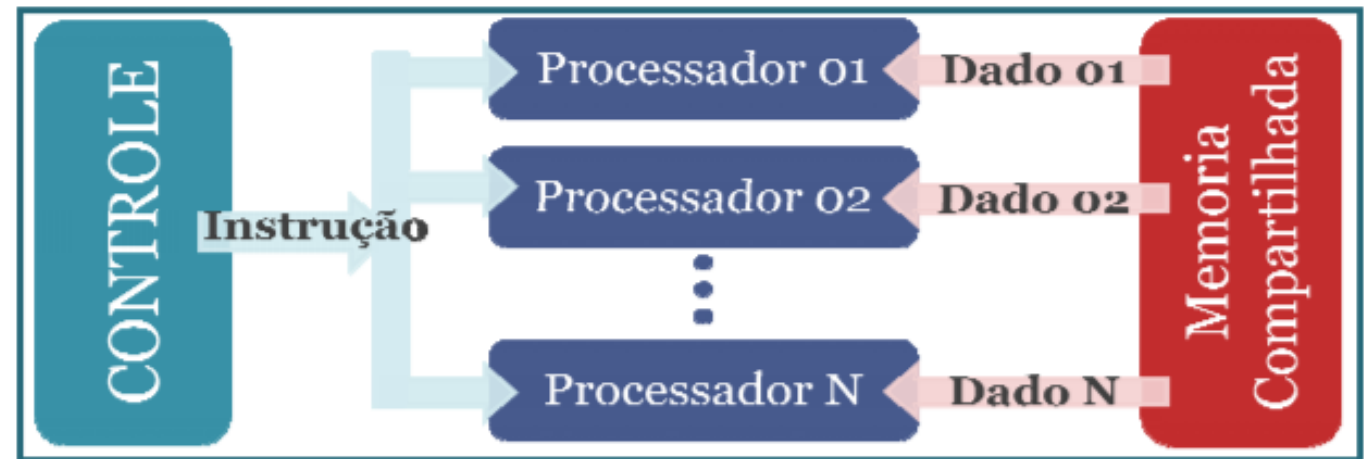 CONTROLE
Instrução
Processador 01
Dado 01
Processador 02
Dado 02
Processador N
Dado N
Memoria
Compartilhada